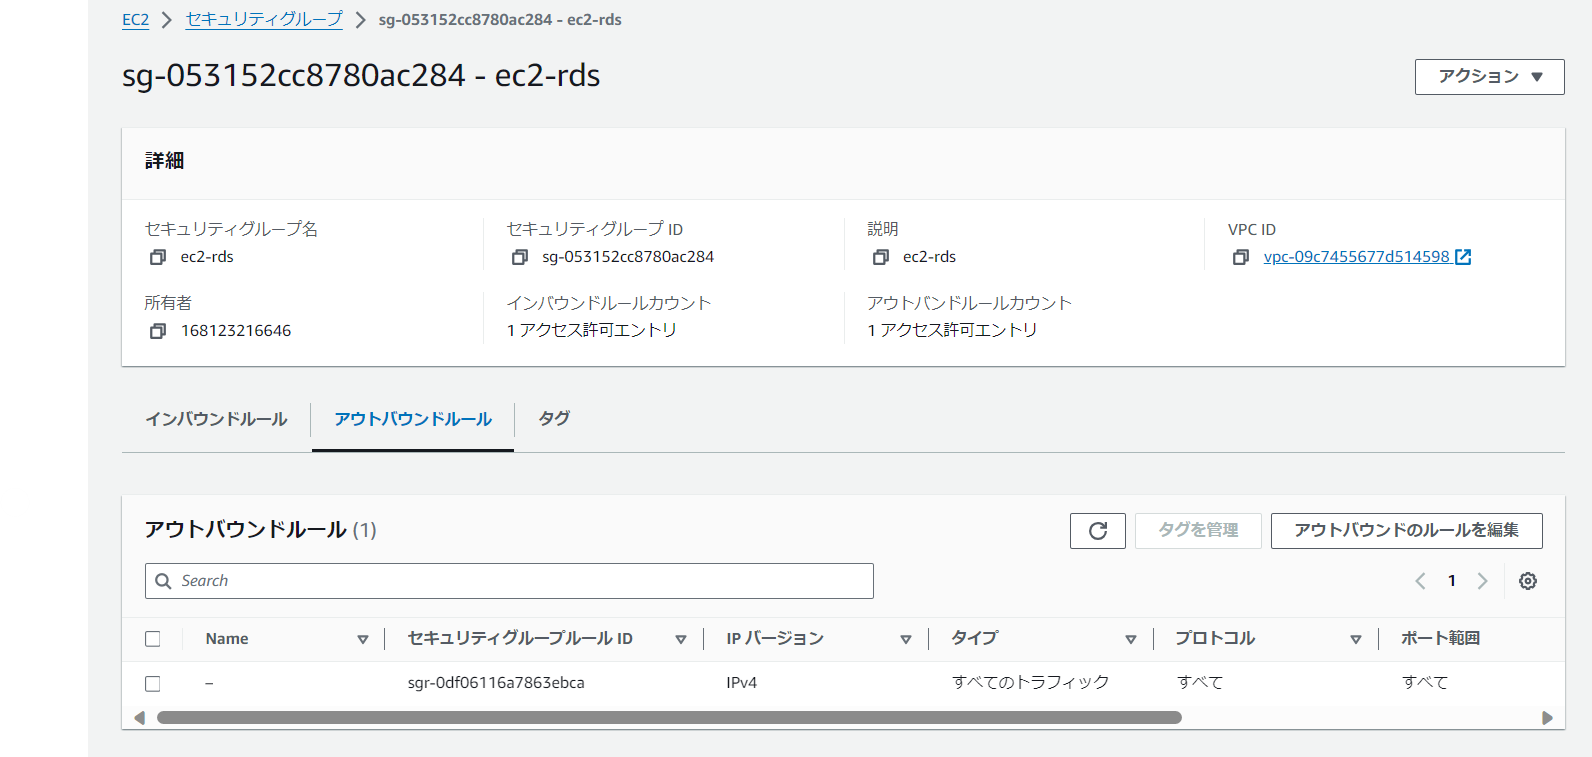 EC2 > セキュリティグループ > sg-053152cc8780ac284 - ec2-rds
sg-053152cc8780ac284 - ec2-rds
アクション
詳細
セキュリティグループ名 セキュリティグループ ID 説明 VPC ID
ec2-rds sg-053152cc8780ac284 ec2-rds vpc-09c7455677d514598
所有者 インバウンドルールカウント アウトバンドルールカウント
168123216646 1 アクセス許可エントリ 1 アクセス許可エントリ
インバウンドルール アウトバウンドルール タグ
アウトバウンドルール (1) タグを管理 アウトバウンドのルールを編集
Search 1
Name セキュリティグループルール ID IP バージョン タイプ プロトコル ポート範囲
– sgr-0df06116a7863ebca IPv4 すべてのトラフィック すべて すべて